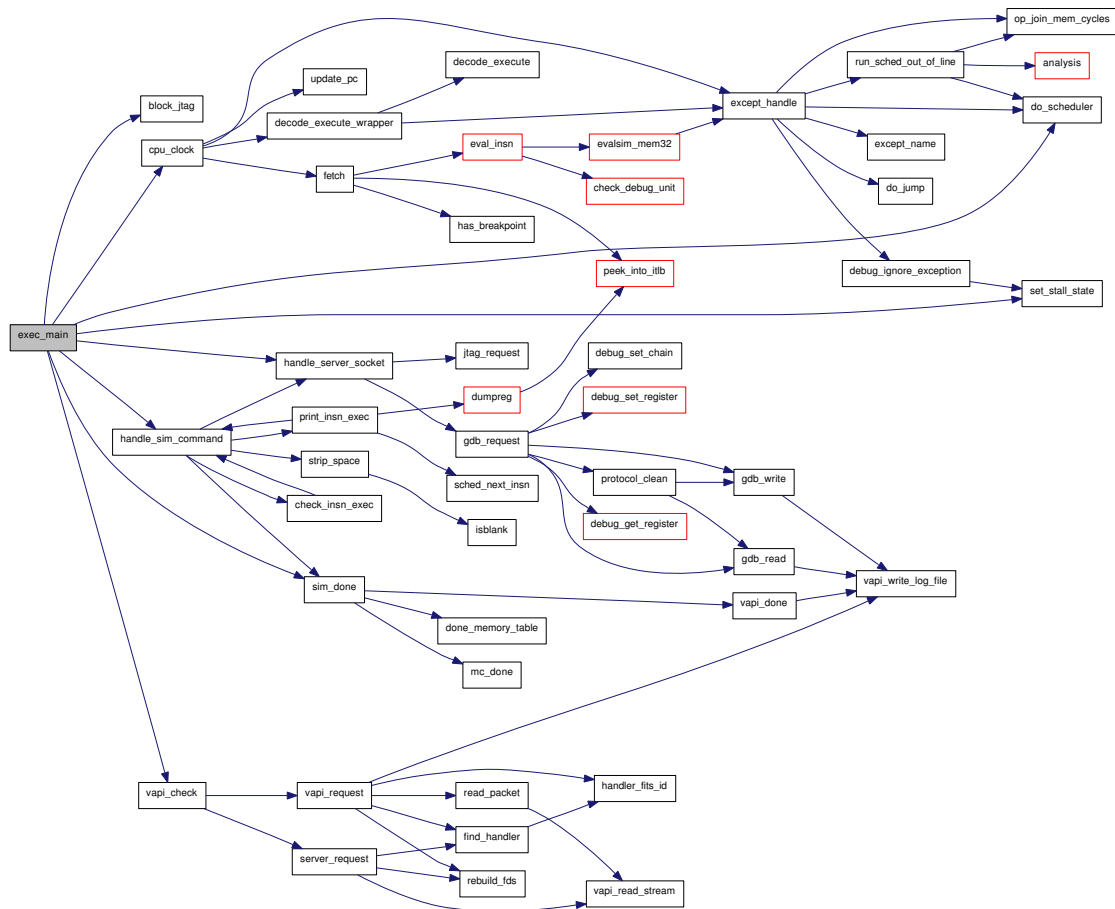 op_join_mem_cycles
decode_execute
run_sched_out_of_line
analysis
update_pc
block_jtag
except_handle
do_scheduler
decode_execute_wrapper
cpu_clock
eval_insn
evalsim_mem32
except_name
fetch
check_debug_unit
do_jump
has_breakpoint
peek_into_itlb
debug_ignore_exception
set_stall_state
exec_main
handle_server_socket
jtag_request
debug_set_chain
dumpreg
debug_set_register
print_insn_exec
handle_sim_command
gdb_request
strip_space
sched_next_insn
protocol_clean
gdb_write
check_insn_exec
isblank
debug_get_register
gdb_read
sim_done
vapi_write_log_file
vapi_done
done_memory_table
mc_done
vapi_check
vapi_request
read_packet
handler_fits_id
find_handler
server_request
rebuild_fds
vapi_read_stream